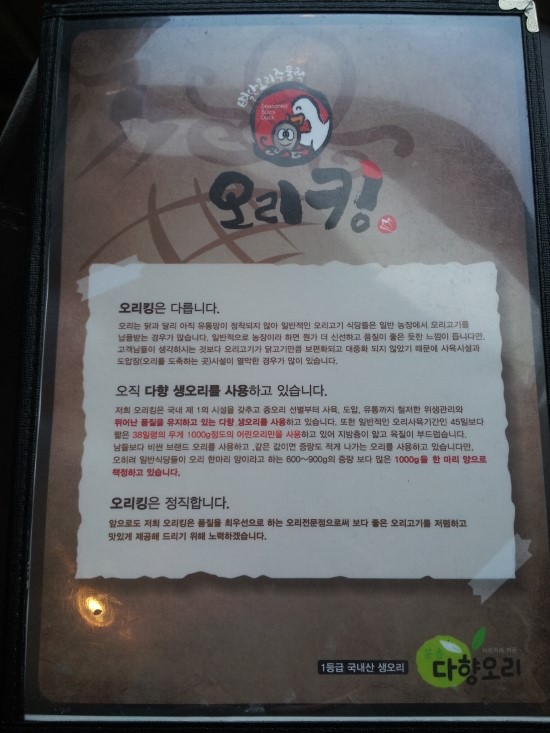 Seasoned
Spicy
Duck
오리킹
오리킹은 다릅니다.
오리는 닭과 달리 아직 유통망이 정착되지 않아 일반적인 오리고기 식당들은 일반 농장에서 오리고기를
납품받는 경우가 많습니다. 일반적으로 농장이라 하면 뭔가 더 신선하고 품질이 좋은 듯한 느낌이 듭니다만,
고객님들이 생각하시는 것보다 오리고기가 닭고기만큼 보편화되고 대중화 되지 않았기 때문에 사육시설과
도압장(오리를 도축하는 곳)시설이 열악한 경우가 많이 있습니다.
오직 다향 생오리를 사용하고 있습니다.
저희 오리킹은 국내 제 1의 시설을 갖추고 종오리 선별부터 사육, 도압, 유통까지 철저한 위생관리와
뛰어난 품질을 유지하고 있는 다향 생오리를 사용하고 있습니다. 또한 일반적인 오리사육기간인 45일보다
짧은 38일령의 무게 1000g정도의 어린오리만을 사용하고 있어 지방층이 얇고 육질이 부드럽습니다.
남들보다 비싼 브랜드 오리를 사용하고 ,같은 값이면 중량도 적게 나가는 오리를 사용하고 있습니다만,
오히려 일반식당들이 오리 한마리 양이라고 하는 600~900g의 중량 보다 많은 1000g을 한 마리 양으로
책정하고 있습니다.
오리킹은 정직합니다.
앞으로도 저희 오리킹은 품질을 최우선으로 하는 오리전문점으로써 보다 좋은 오리고기를 저렴하고
맛있게 제공해 드리기 위해 노력하겠습니다.
1등급 국내산 생오리
다향오리